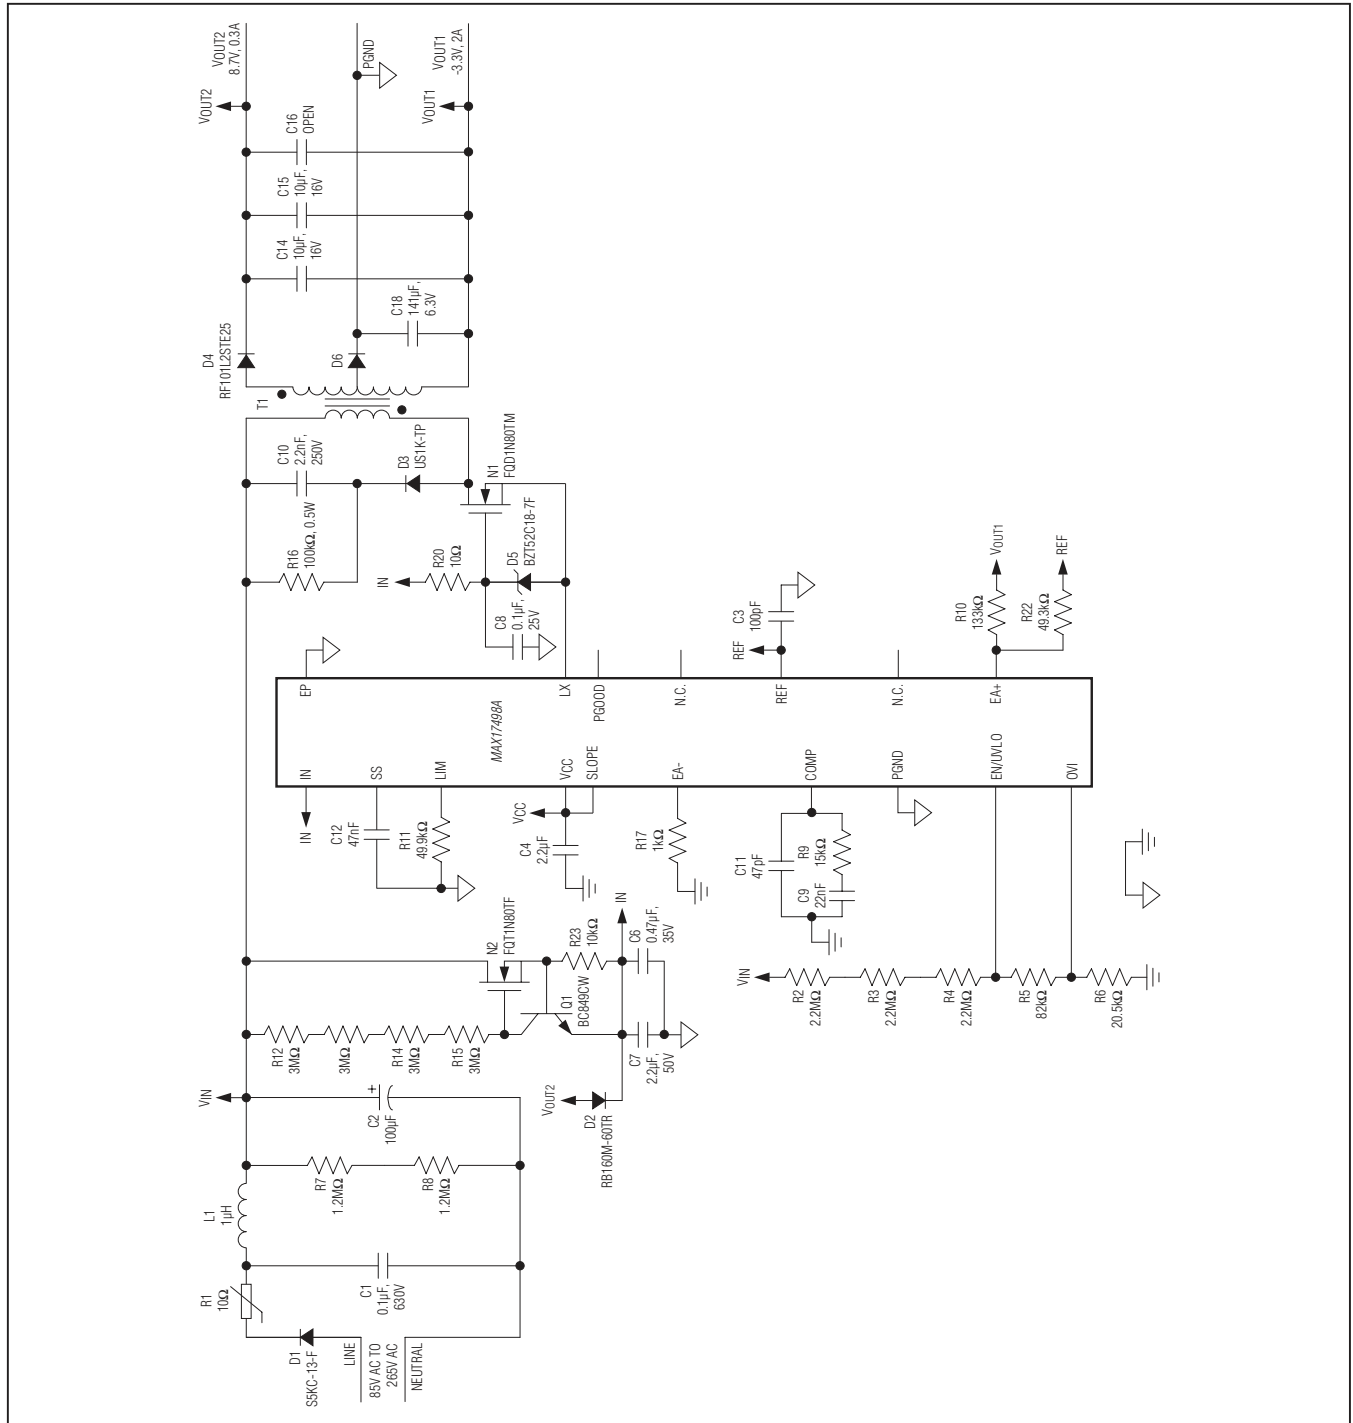 D1
S5KC-13-F
LINE
85V AC TO
265V AC
NEUTRAL
R1
10Ω
C1
0.1µF,
630V
L1
1µH
R7
1.2MΩ
R8
1.2MΩ
VIN
C2
100µF
+
R12
3MΩ
3MΩ
R14
3MΩ
R15
3MΩ
VOUT2
D2
RB160M-60TR
C7
2.2µF,
50V
N2
FQT1N80TF
Q1
BC849CW
R23
10kΩ
C6
0.47µF,
35V
IN
IN
C12
47nF
R11
49.9kΩ
VCC
C4
2.2µF
R17
1kΩ
C11
47pF
R9
15kΩ
C9
22nF
VIN
R2
2.2MΩ
R3
2.2MΩ
R4
2.2MΩ
R5
82kΩ
R6
20.5kΩ
IN
SS
LIM
VCC
SLOPE
EA-
COMP
PGND
EN/UVLO
OVI
MAX17498A
EP
LX
PGOOD
N.C.
REF
N.C.
EA+
REF
C3
100pF
R10
133kΩ
VOUT1
R22
49.3kΩ
REF
R16
100kΩ, 0.5W
IN
R20
10Ω
C8
0.1µF,
25V
D5
BZT52C18-7F
C10
2.2nF,
250V
D3
US1K-TP
N1
FQD1N80TM
T1
D4
RF101L2STE25
D6
C18
141µF,
6.3V
C14
10µF,
16V
C15
10µF,
16V
C16
OPEN
VOUT2
VOUT1
VOUT2
8.7V, 0.3A
PGND
VOUT1
-3.3V, 2A